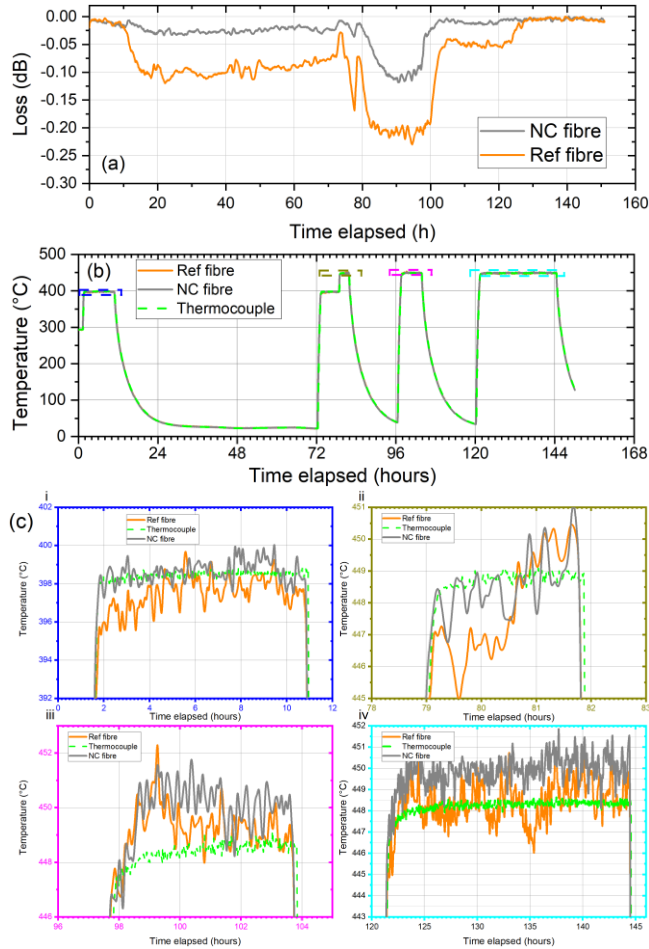 0.00
-0.05
-0.10
-0.15
-0.20
-0.25
-0.30
Loss (dB)
(a)
NC fibre
Ref fibre
0 20 40 60 80 100 120 140 160
Time elapsed (h)
500
400
300
200
100
0
Temperature (°C)
(b)
Ref fibre
NC fibre
Thermocouple
0 24 48 72 96 120 144 168
Time elapsed (hours)
(c)
i
402
400
398
396
394
392
Temperature (°C)
Ref fibre
Thermocouple
NC fibre
0 2 4 6 8 10 12
Time elapsed (hours)
ii
451
450
449
448
447
446
445
Temperature (°C)
Ref fibre
Thermocouple
NC fibre
78 79 80 81 82 83
Time elapsed (hours)
iii
452
450
448
446
Temperature (°C)
Ref fibre
Thermocouple
NC fibre
96 98 100 102 104
Time elapsed (hours)
iv
452
451
450
449
448
447
446
445
444
443
442
Temperature (°C)
Ref fibre
Thermocouple
NC fibre
120 125 130 135 140 145
Time elapsed (hours)